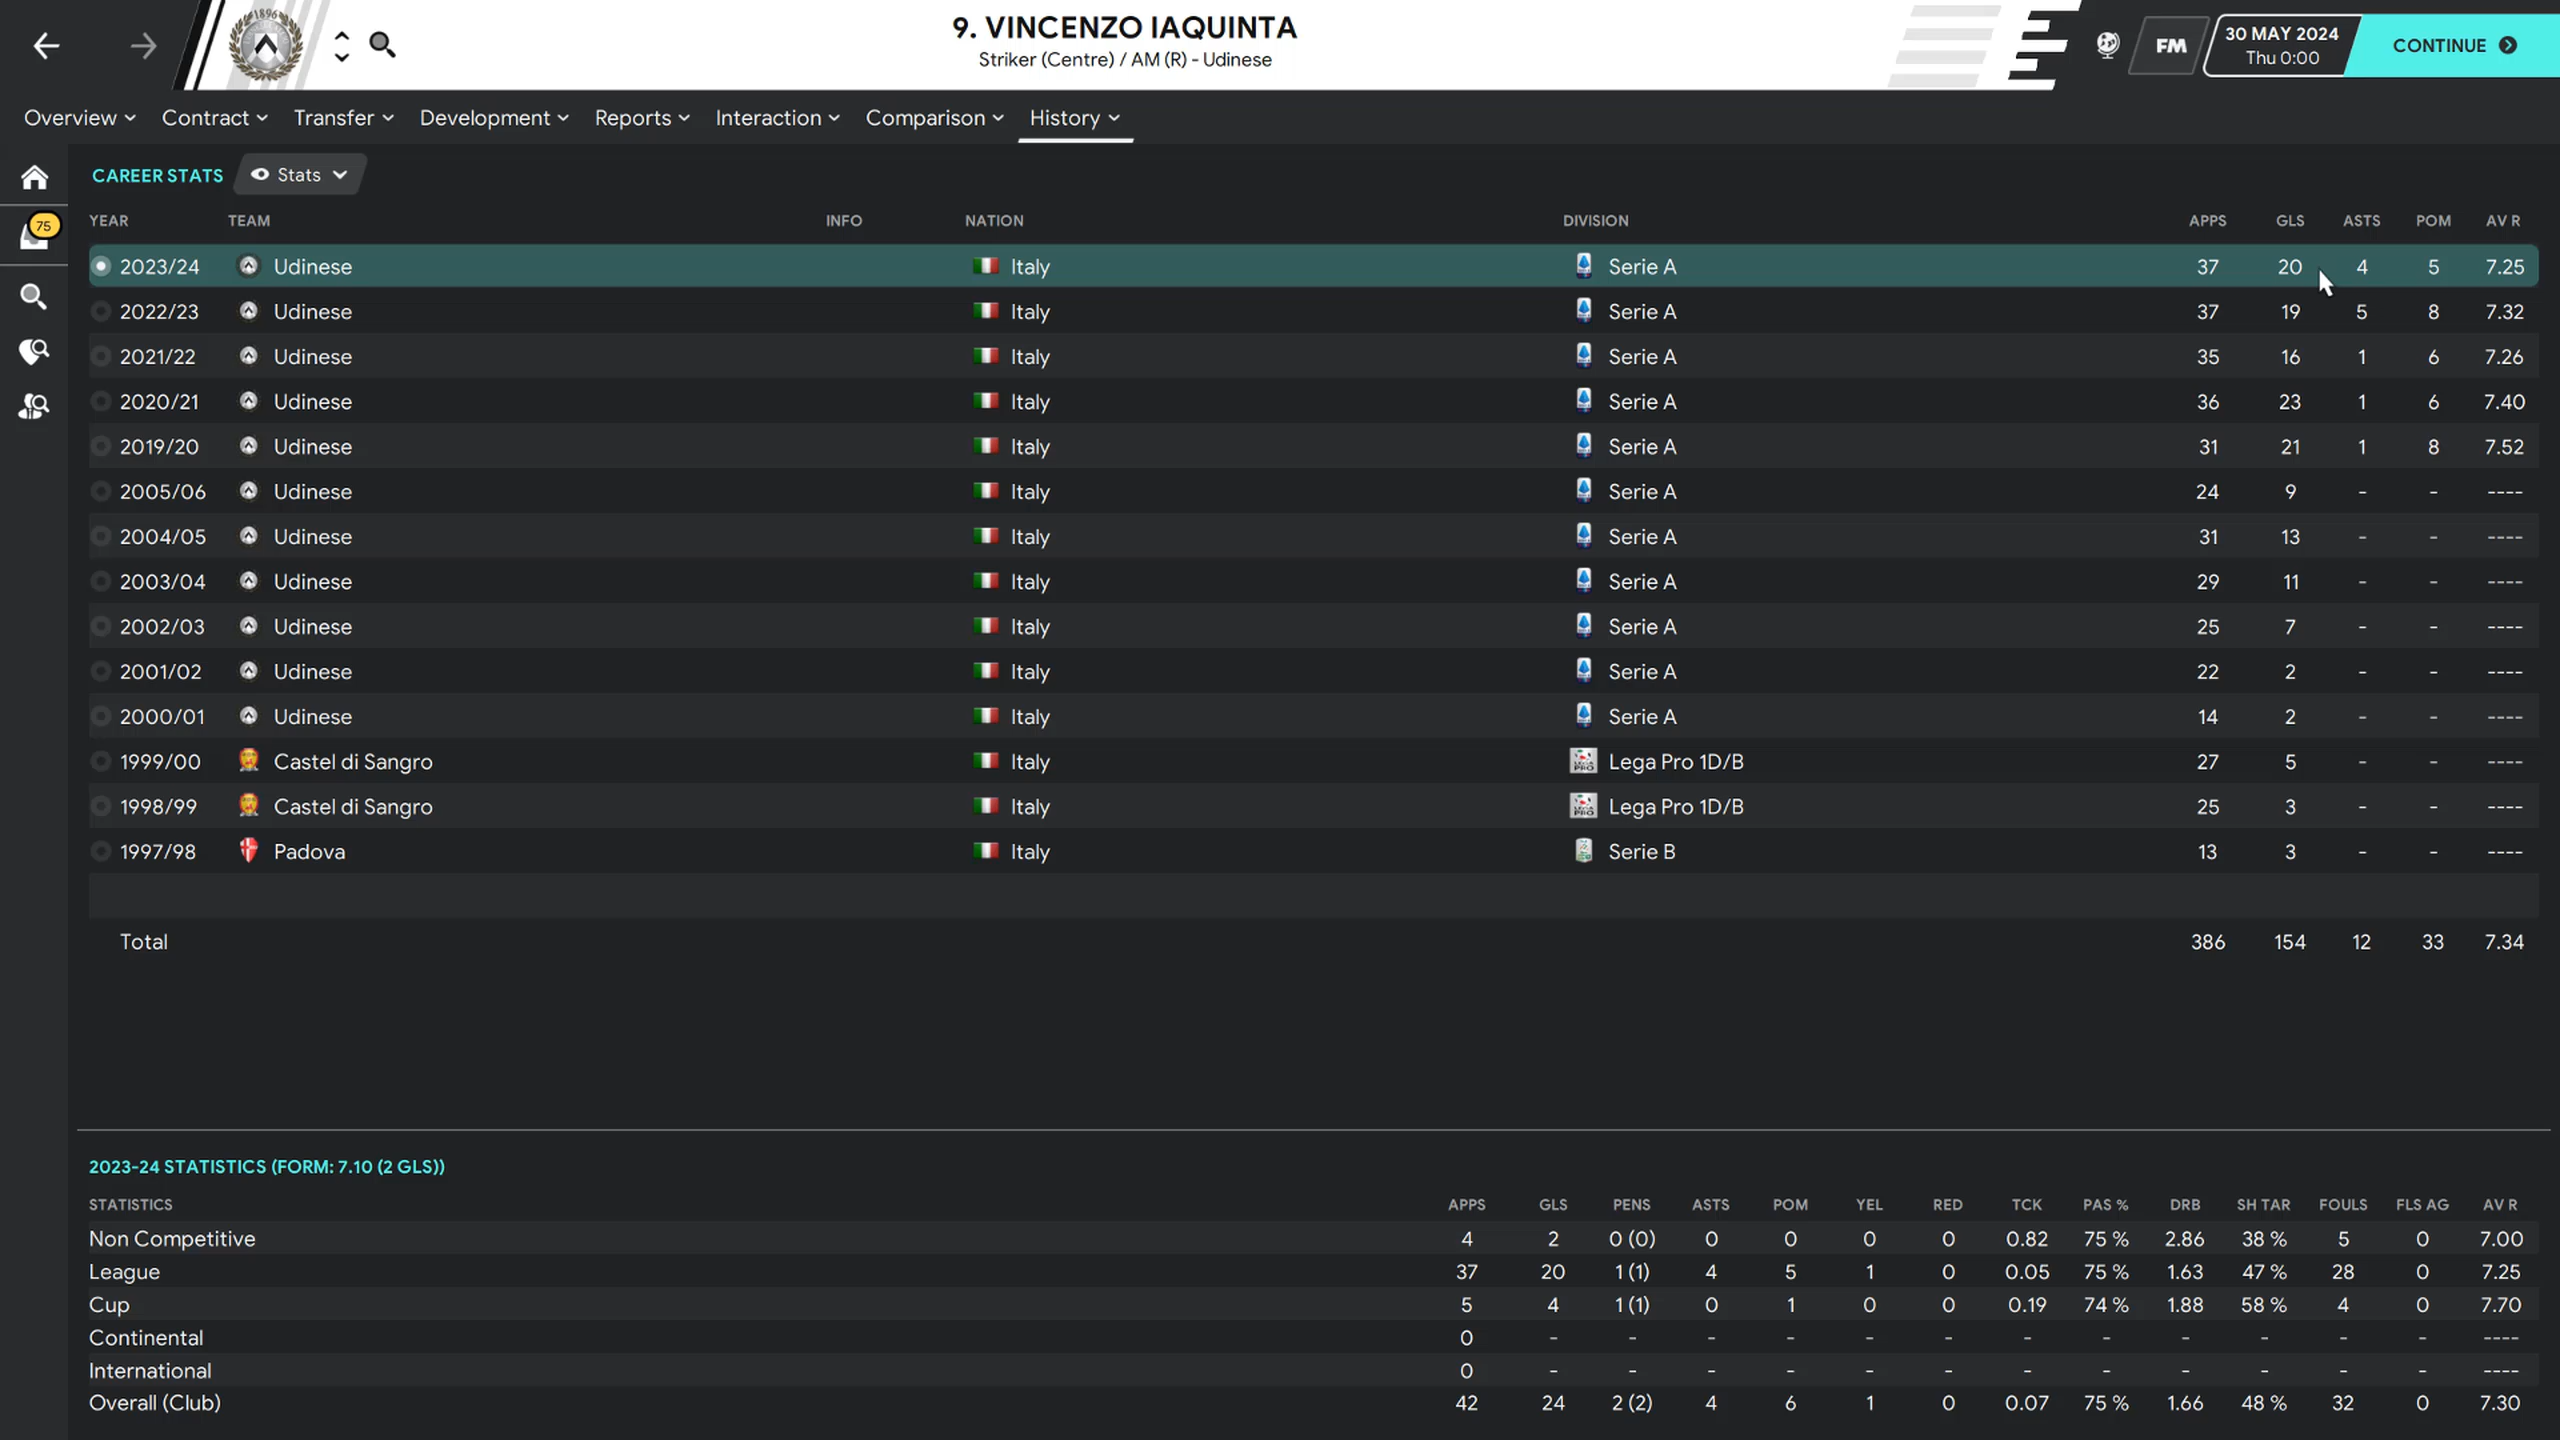 9. VINCENZO IAQUINTA
Striker (Centre) / AM (R) - Udinese
FM
30 MAY 2024
Thu 0:00
CONTINUE
Overview Contract Transfer Development Reports Interaction Comparison History
75
CAREER STATS Stats
YEAR TEAM INFO NATION DIVISION APPS GLS ASTS POM AV R
2023/24 Udinese Italy Serie A 37 20 4 5 7.25
2022/23 Udinese Italy Serie A 37 19 5 8 7.32
2021/22 Udinese Italy Serie A 35 16 1 6 7.26
2020/21 Udinese Italy Serie A 36 23 1 6 7.40
2019/20 Udinese Italy Serie A 31 21 1 8 7.52
2005/06 Udinese Italy Serie A 24 9 - - ----
2004/05 Udinese Italy Serie A 31 13 - - ----
2003/04 Udinese Italy Serie A 29 11 - - ----
2002/03 Udinese Italy Serie A 25 7 - - ----
2001/02 Udinese Italy Serie A 22 2 - - ----
2000/01 Udinese Italy Serie A 14 2 - - ----
1999/00 Castel di Sangro Italy Lega Pro 1D/B 27 5 - - ----
1998/99 Castel di Sangro Italy Lega Pro 1D/B 25 3 - - ----
1997/98 Padova Italy Serie B 13 3 - - ----
Total 386 154 12 33 7.34
2023-24 STATISTICS (FORM: 7.10 (2 GLS))
STATISTICS APPS GLS PENS ASTS POM YEL RED TCK PAS % DRB SH TAR FOULS FLS AG AV R
Non Competitive 4 2 0 (0) 0 0 0 0 0.82 75 % 2.86 38 % 5 0 7.00
League 37 20 1 (1) 4 5 1 0 0.05 75 % 1.63 47 % 28 0 7.25
Cup 5 4 1 (1) 0 1 0 0 0.19 74 % 1.88 58 % 4 0 7.70
Continental 0 - - - - - - - - - - - - ----
International 0 - - - - - - - - - - - - ----
Overall (Club) 42 24 2 (2) 4 6 1 0 0.07 75 % 1.66 48 % 32 0 7.30